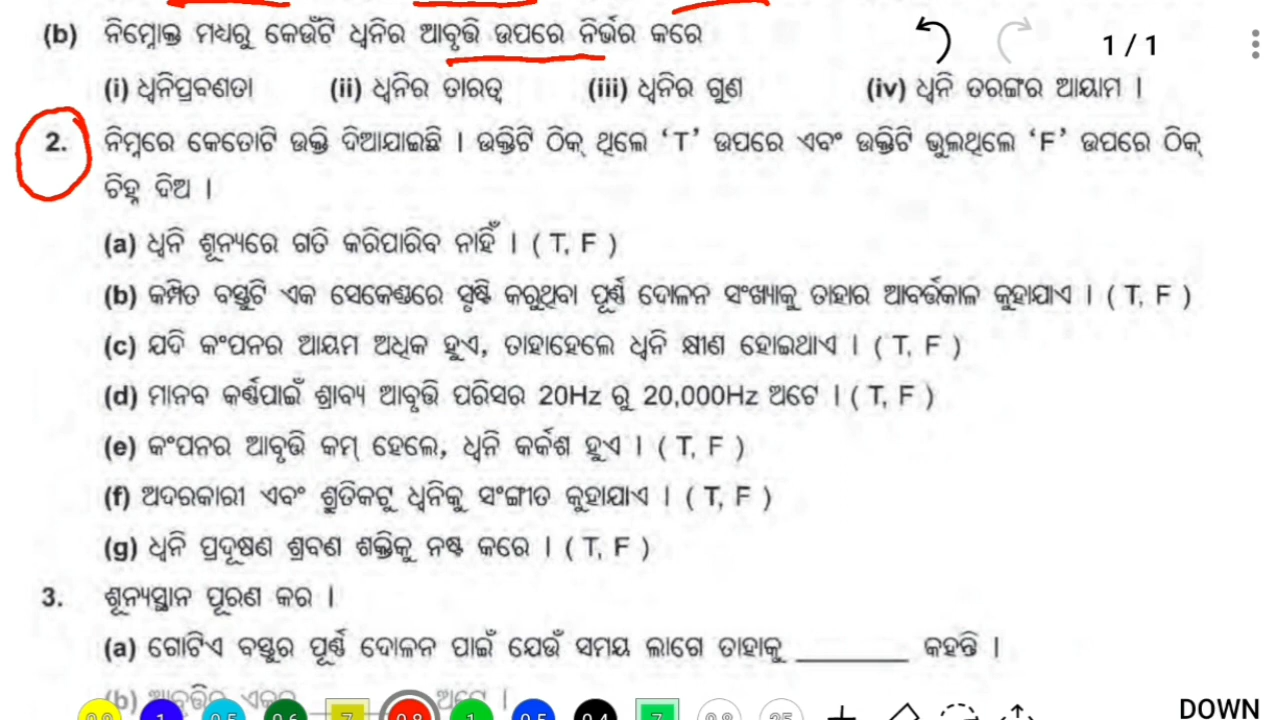 (b) ନିମ୍ନୋକ୍ତ ମଧ୍ୟରୁ କେଉଁଟି ଧ୍ୱନିର ଆବୃତ୍ତି ଉପରେ ନିର୍ଭର କରେ
1 / 1
(i) ଧ୍ୱନିପ୍ରବଣତା (ii) ଧ୍ୱନିର ତାରତ୍ୱ (iii) ଧ୍ୱନିର ଗୁଣ (iv) ଧ୍ୱନି ତରଙ୍ଗର ଆୟାମ ।
2. ନିମ୍ନରେ କେତୋଟି ଉକ୍ତି ଦିଆଯାଇଛି । ଉକ୍ତିଟି ଠିକ୍ ଥିଲେ ‘T’ ଉପରେ ଏବଂ ଉକ୍ତିଟି ଭୁଲଥିଲେ ‘F’ ଉପରେ ଠିକ୍
ଚିହ୍ନ ଦିଅ ।
(a) ଧ୍ୱନି ଶୂନ୍ୟରେ ଗତି କରିପାରିବ ନାହିଁ । ( T, F )
(b) କମ୍ପିତ ବସ୍ତୁଟି ଏକ ସେକେଣ୍ଡରେ ସୃଷ୍ଟି କରୁଥିବା ପୂର୍ଣ୍ଣ ଦୋଳନ ସଂଖ୍ୟାକୁ ତାହାର ଆବର୍ତ୍ତକାଳ କୁହାଯାଏ । ( T, F )
(c) ଯଦି କଂପନର ଆୟମ ଅଧିକ ହୁଏ, ତାହାହେଲେ ଧ୍ୱନି କ୍ଷୀଣ ହୋଇଥାଏ । ( T, F )
(d) ମାନବ କର୍ଣ୍ଣପାଇଁ ଶ୍ରାବ୍ୟ ଆବୃତ୍ତି ପରିସର 20Hz ରୁ 20,000Hz ଅଟେ । ( T, F )
(e) କଂପନର ଆବୃତ୍ତି କମ୍ ହେଲେ, ଧ୍ୱନି କର୍କଶ ହୁଏ । ( T, F )
(f) ଅଦରକାରୀ ଏବଂ ଶ୍ରୁତିକଟୁ ଧ୍ୱନିକୁ ସଂଙ୍ଗୀତ କୁହାଯାଏ । ( T, F )
(g) ଧ୍ୱନି ପ୍ରଦୂଷଣ ଶ୍ରବଣ ଶକ୍ତିକୁ ନଷ୍ଟ କରେ । ( T, F )
3. ଶୂନ୍ୟସ୍ଥାନ ପୂରଣ କର ।
(a) ଗୋଟିଏ ବସ୍ତୁର ପୂର୍ଣ୍ଣ ଦୋଳନ ପାଇଁ ଯେଉଁ ସମୟ ଲାଗେ ତାହାକୁ ________ କହନ୍ତି ।
(b) ଆବୃତ୍ତିର ଏକକ ________ ଅଟେ ।
DOWN